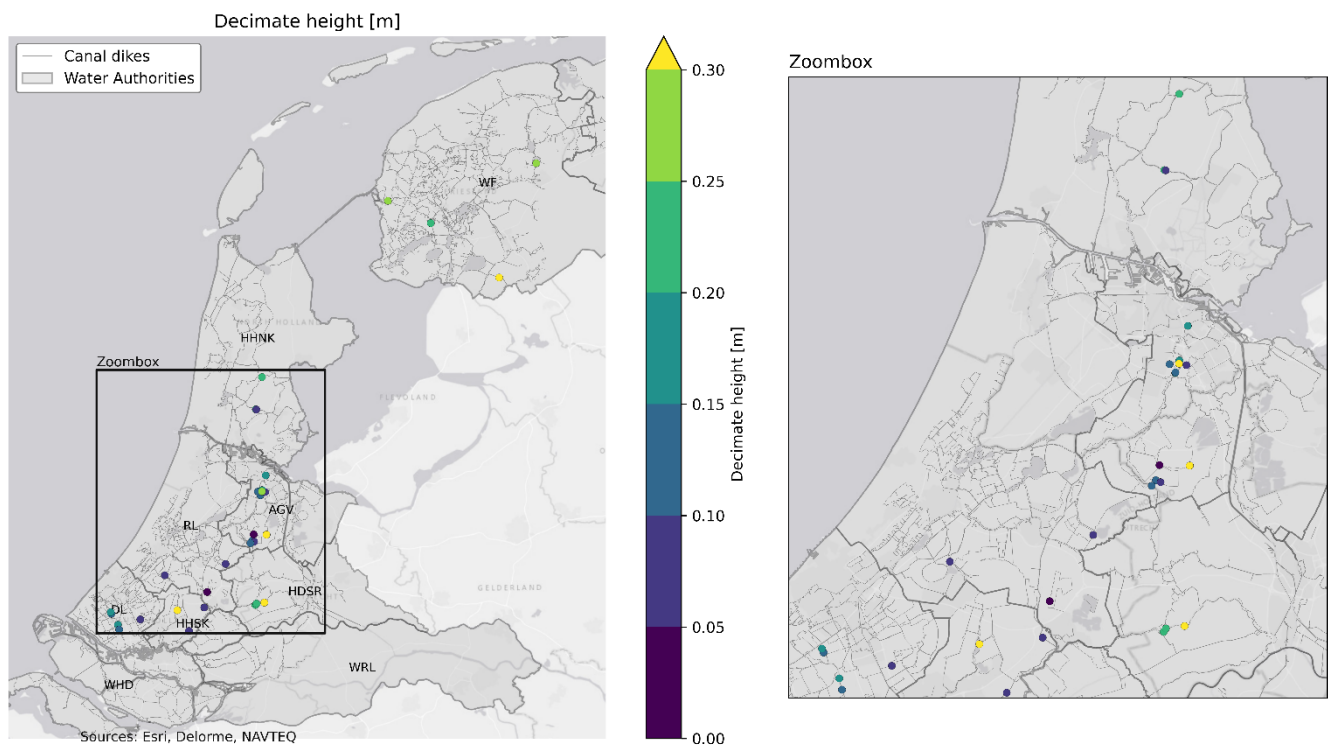 Decimate height [m]
Canal dikes
Water Authorities
WF
HHNK
Zoombox
FLEVOLAND
AGV
RL
GELDERLAND
HDSR
DL
HHSK
WRL
WHD
Sources: Esri, Delorme, NAVTEQ
0.30
0.25
0.20
0.15
0.10
0.05
0.00
Decimate height [m]
Zoombox